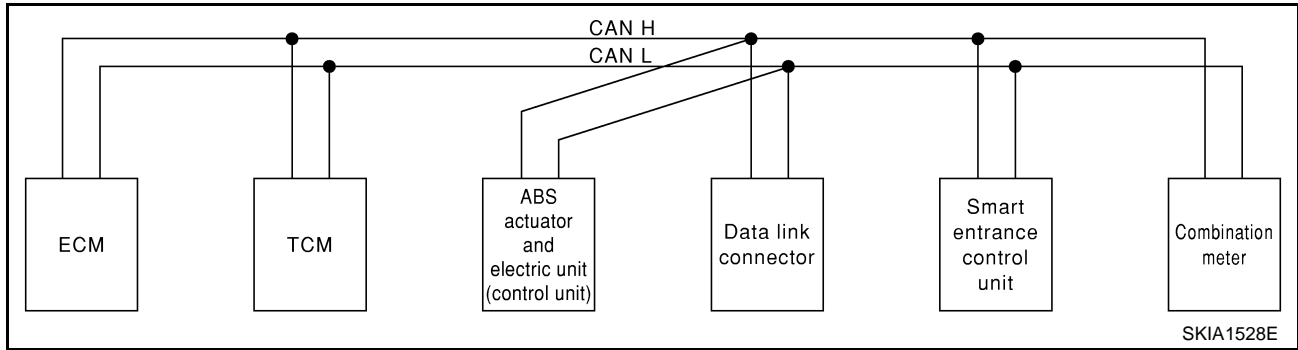 CAN H
CAN L
ECM
TCM
ABS
actuator
and
electric unit
(control unit)
Data link
connector
Smart
entrance
control
unit
Combination
meter
SKIA1528E